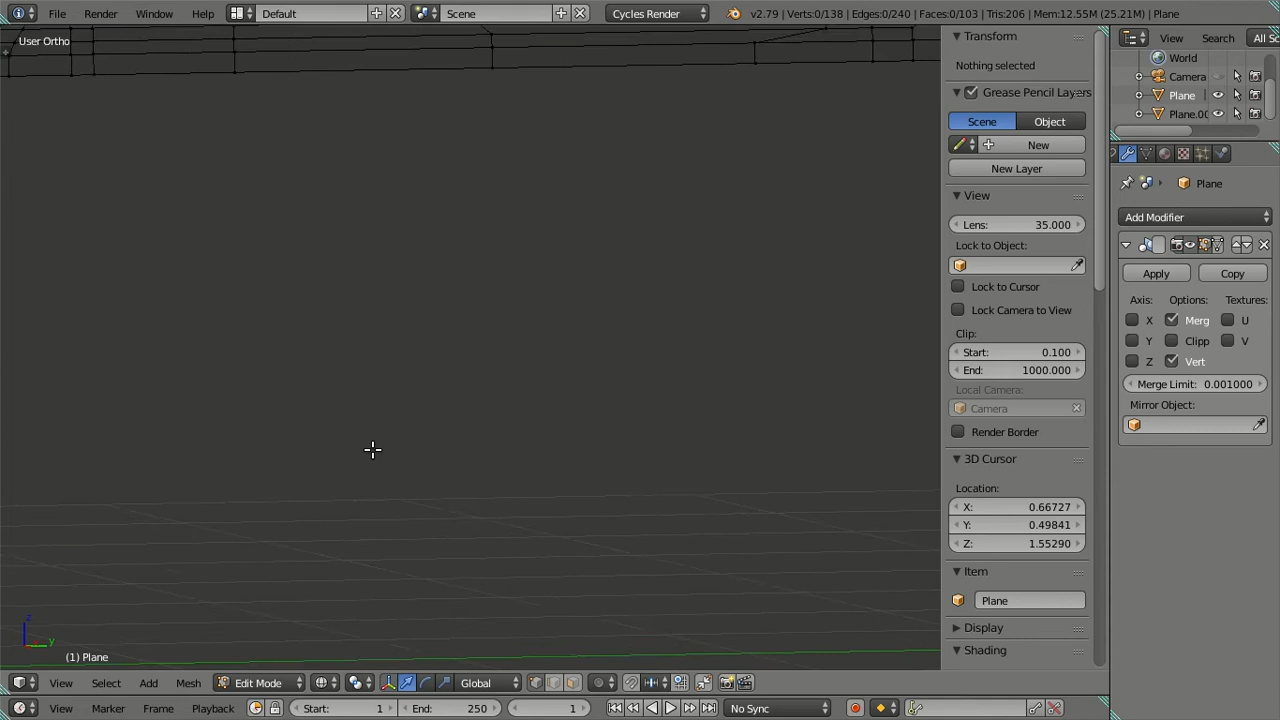 File Render Window Help Default Scene Cycles Render v2.79 | Verts:0/138 | Edges:0/240 | Faces:0/103 | Tris:206 | Mem:12.55M (25.21M) | Plane
User Ortho
Transform
Nothing selected
Grease Pencil Layers
Scene Object
New
New Layer
View
Lens: 35.000
Lock to Object:
Lock to Cursor
Lock Camera to View
Clip:
Start: 0.100
End: 1000.000
Local Camera:
Camera
Render Border
3D Cursor
Location:
X: 0.66727
Y: 0.49841
Z: 1.55290
Item
Plane
Display
Shading
View Search All Sc
World
Camera
Plane
Plane.00
Plane
Add Modifier
Apply Copy
Axis: Options: Textures:
X Merg U
Y Clipp V
Z Vert
Merge Limit: 0.001000
Mirror Object:
z
y
(1) Plane
View Select Add Mesh Edit Mode Global
View Marker Frame Playback Start: 1 End: 250 1 No Sync